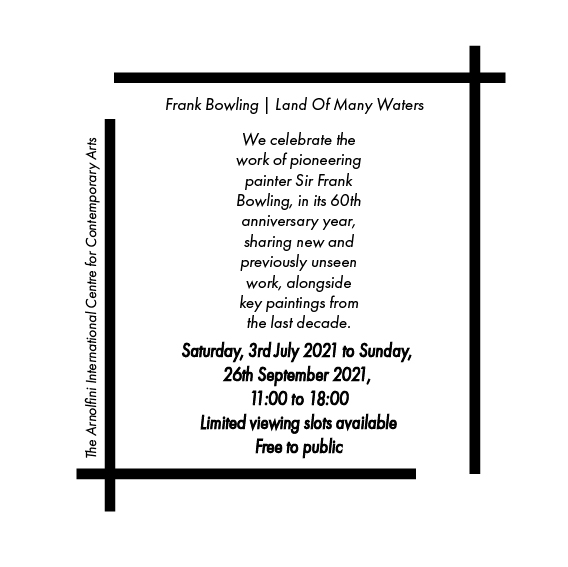 Frank Bowling | Land Of Many Waters
We celebrate the
work of pioneering
painter Sir Frank
Bowling, in its 60th
anniversary year,
sharing new and
previously unseen
work, alongside
key paintings from
the last decade.
Saturday, 3rd July 2021 to Sunday,
26th September 2021,
11:00 to 18:00
Limited viewing slots available
Free to public
The Arnolfini International Centre for Contemporary Arts